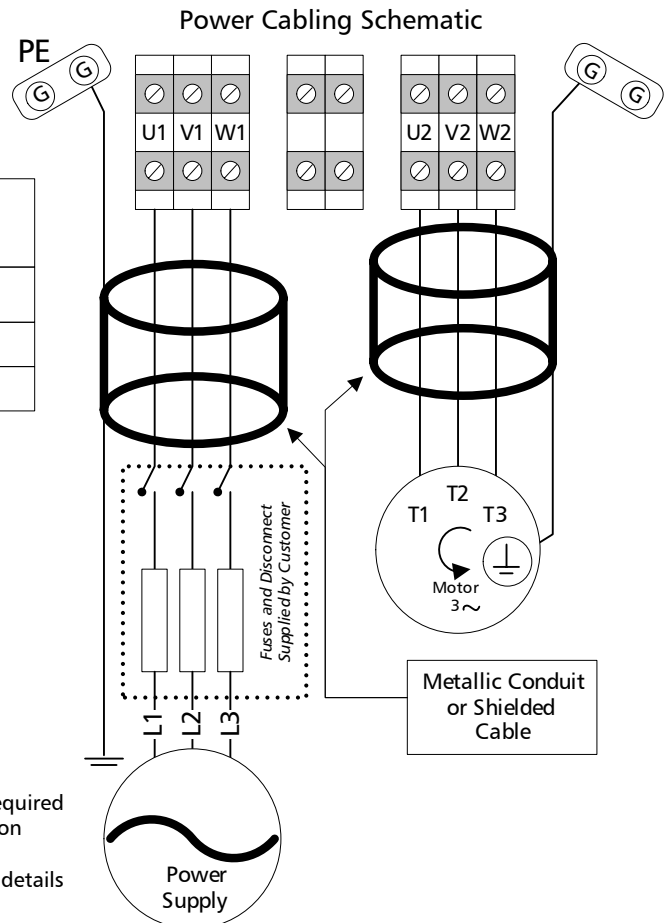 Power Cabling Schematic
PE
G
G
G
G
U1 V1 W1
U2 V2 W2
T1
T2
T3
Motor
3~
Fuses and Disconnect
Supplied by Customer
Metallic Conduit
or Shielded
Cable
L1
L2
L3
equired
on
details
Power
Supply